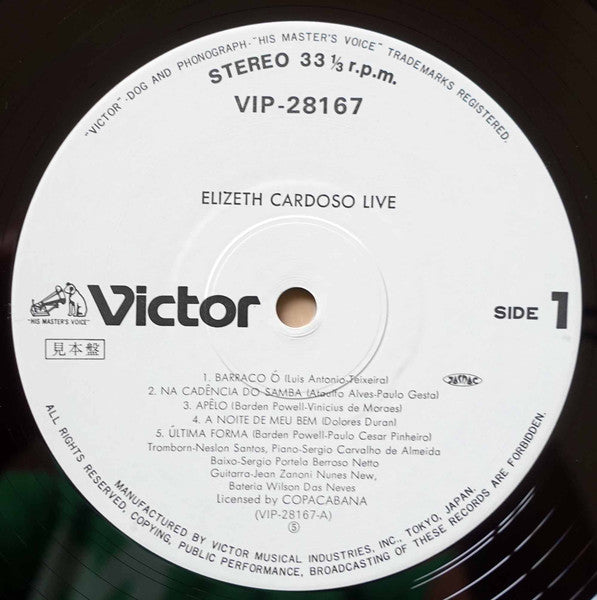 "VICTOR"-DOG AND PHONOGRAPH-"HIS MASTER'S VOICE" TRADEMARKS REGISTERED.
STEREO 33 1/3 r.p.m.
VIP-28167
ELIZETH CARDOSO LIVE
"HIS MASTER'S VOICE"
Victor
SIDE 1
見本盤
JASRAC
1. BARRACO Ó (Luis Antonio-Teixeira)
2. NA CADÊNCIA DO SAMBA (Ataulfa Alves-Paulo Gesta)
3. APÊLO (Barden Powell-Vinicius de Moraes)
4. A NOITE DE MEU BEM (Dolores Duran)
5. ÚLTIMA FORMA (Barden Powell-Paulo Cesar Pinheiro)
Tromborn-Neslon Santos, Piano-Sergio Carvalho de Almeida
Baixo-Sergio Portela Berroso Netto
Guitarra-Jean Zanoni Nunes New,
Bateria Wilson Das Neves
Licensed by COPACABANA
(VIP-28167-A)
Ⓢ
MANUFACTURED BY VICTOR MUSICAL INDUSTRIES, INC., TOKYO, JAPAN.
ALL RIGHTS RESERVED, COPYING, PUBLIC PERFORMANCE, BROADCASTING OF THESE RECORDS ARE FORBIDDEN.